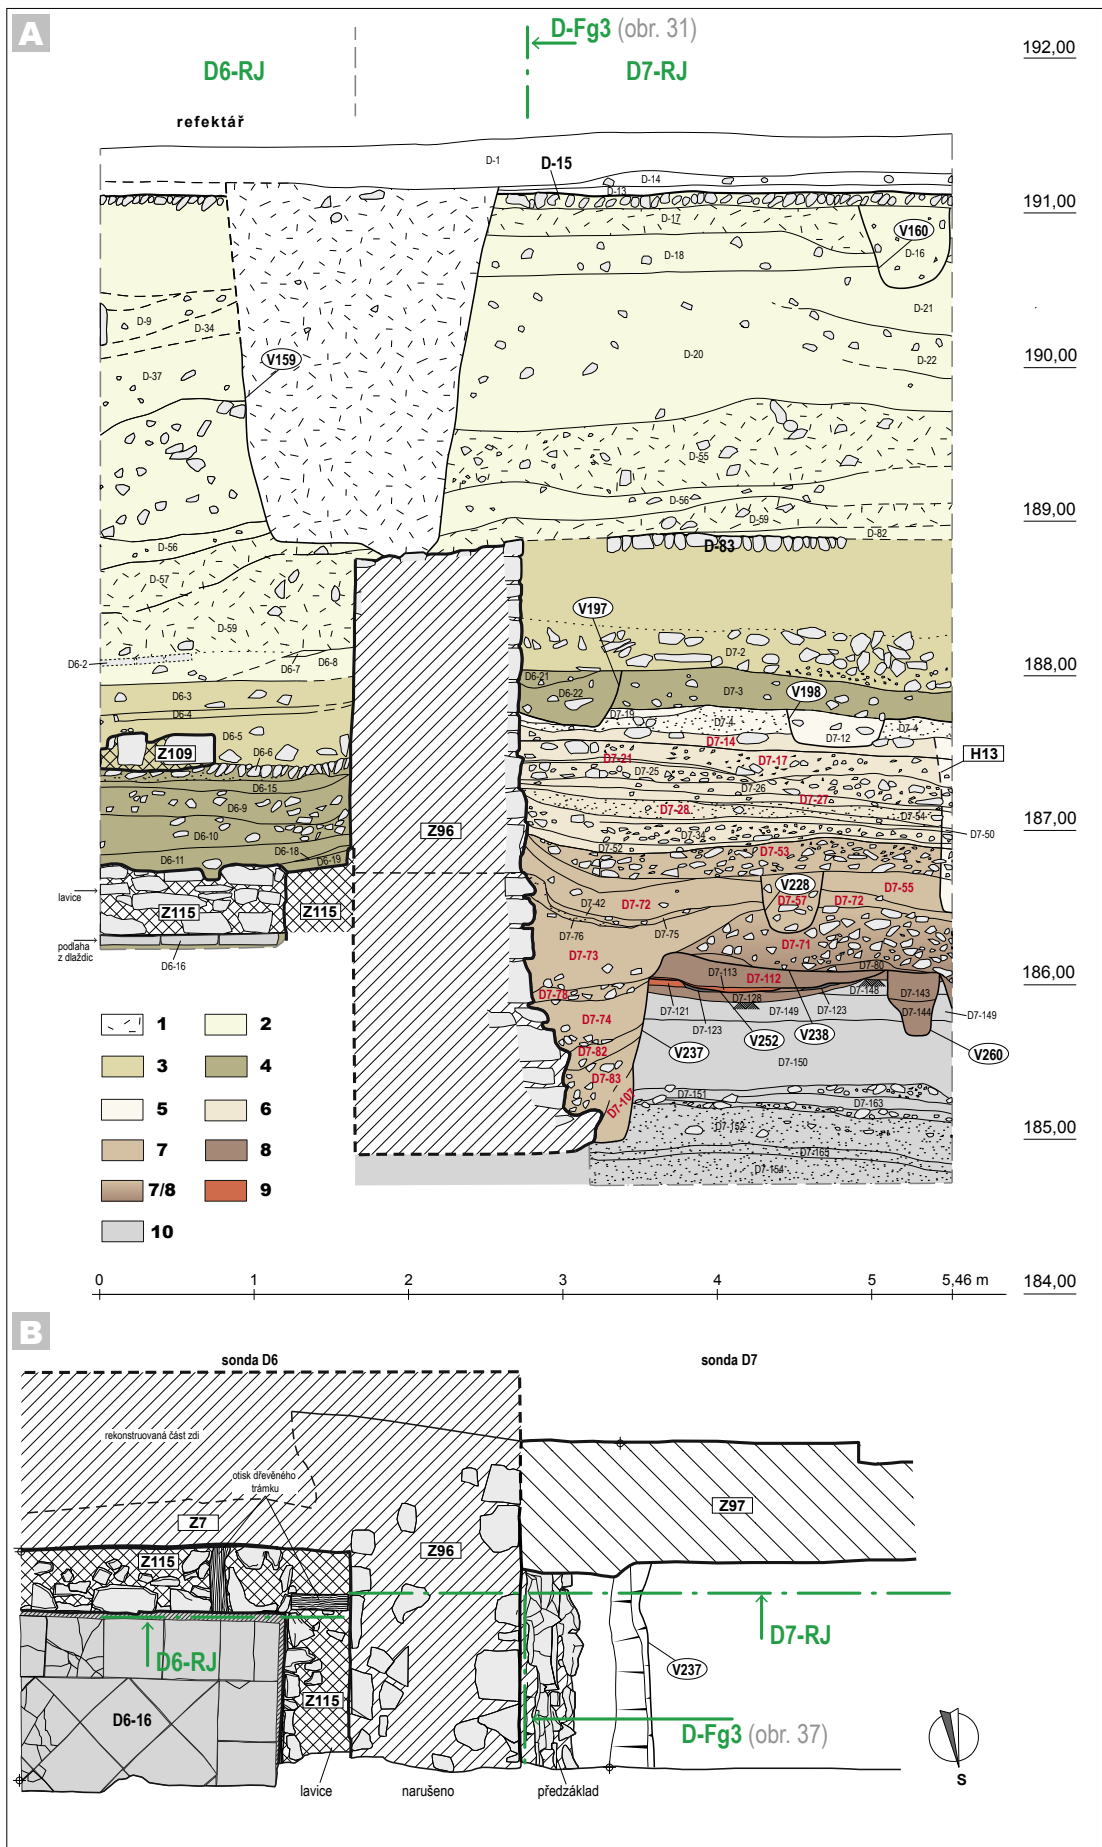 A
D-Fg3 (obr. 31)
192,00
D6-RJ
D7-RJ
refektář
D-1
D-15
D-14
D-13
191,00
D-17
V160
D-16
D-18
D-21
D-9
D-34
D-20
190,00
V159
D-22
D-37
D-55
D-56
189,00
D-59
D-82
D-56
D-83
D-57
V197
D-59
D7-2
D6-2
D6-8
D6-7
188,00
D6-21
D6-3
D6-22
D7-3
V198
D6-4
D7-19
D7-4
D7-4
D6-5
D7-12
D7-14
Z109
D6-6
D7-21
D7-17
H13
D7-25
D6-15
D7-26
D7-27
D6-9
D7-28
D7-54
187,00
Z96
D7-50
D6-10
D7-34
D6-18
D7-52
D7-53
D6-11
D6-19
lavice
V228
D7-55
D7-42
D7-72
D7-57
D7-72
Z115
Z115
D7-76
D7-75
D7-71
podlaha
z dlaždic
D6-16
D7-73
D7-80
D7-113
D7-112
186,00
D7-78
D7-148
D7-143
D7-128
D7-121
D7-149
D7-123
D7-144
D7-149
D7-74
D7-123
1
2
V237
V252
V238
V260
D7-82
D7-150
3
4
D7-83
D7-151
D7-163
5
6
D7-107
D7-152
185,00
7
8
D7-165
D7-154
7/8
9
10
0
1
2
3
4
5
5,46 m
184,00
B
sonda D6
sonda D7
rekonstruovaná část zdi
otisk dřevěného
trámku
Z97
Z7
Z115
Z96
D6-RJ
D7-RJ
V237
Z115
D6-16
D-Fg3 (obr. 37)
lavice
narušeno
předzáklad
S